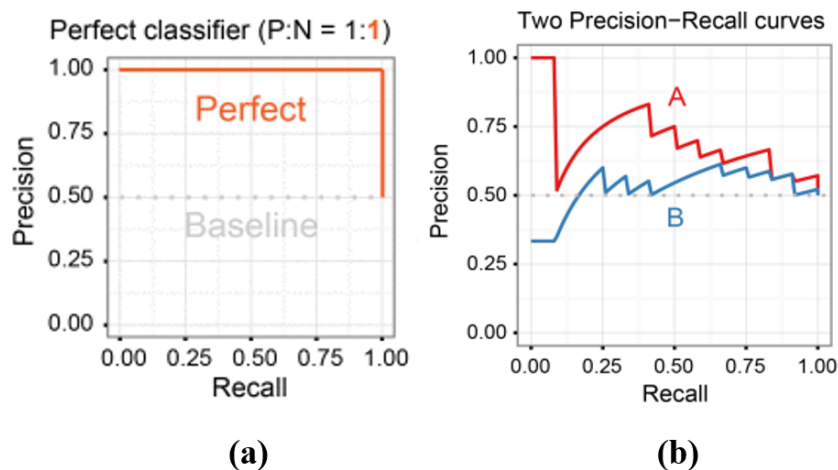 Perfect classifier (P:N = 1:1)
Precision
1.00
0.75
0.50
0.25
0.00
Perfect
Baseline
0.00 0.25 0.50 0.75 1.00
Recall
(a)
Two Precision−Recall curves
Precision
1.00
0.75
0.50
0.25
0.00
A
B
0.00 0.25 0.50 0.75 1.00
Recall
(b)